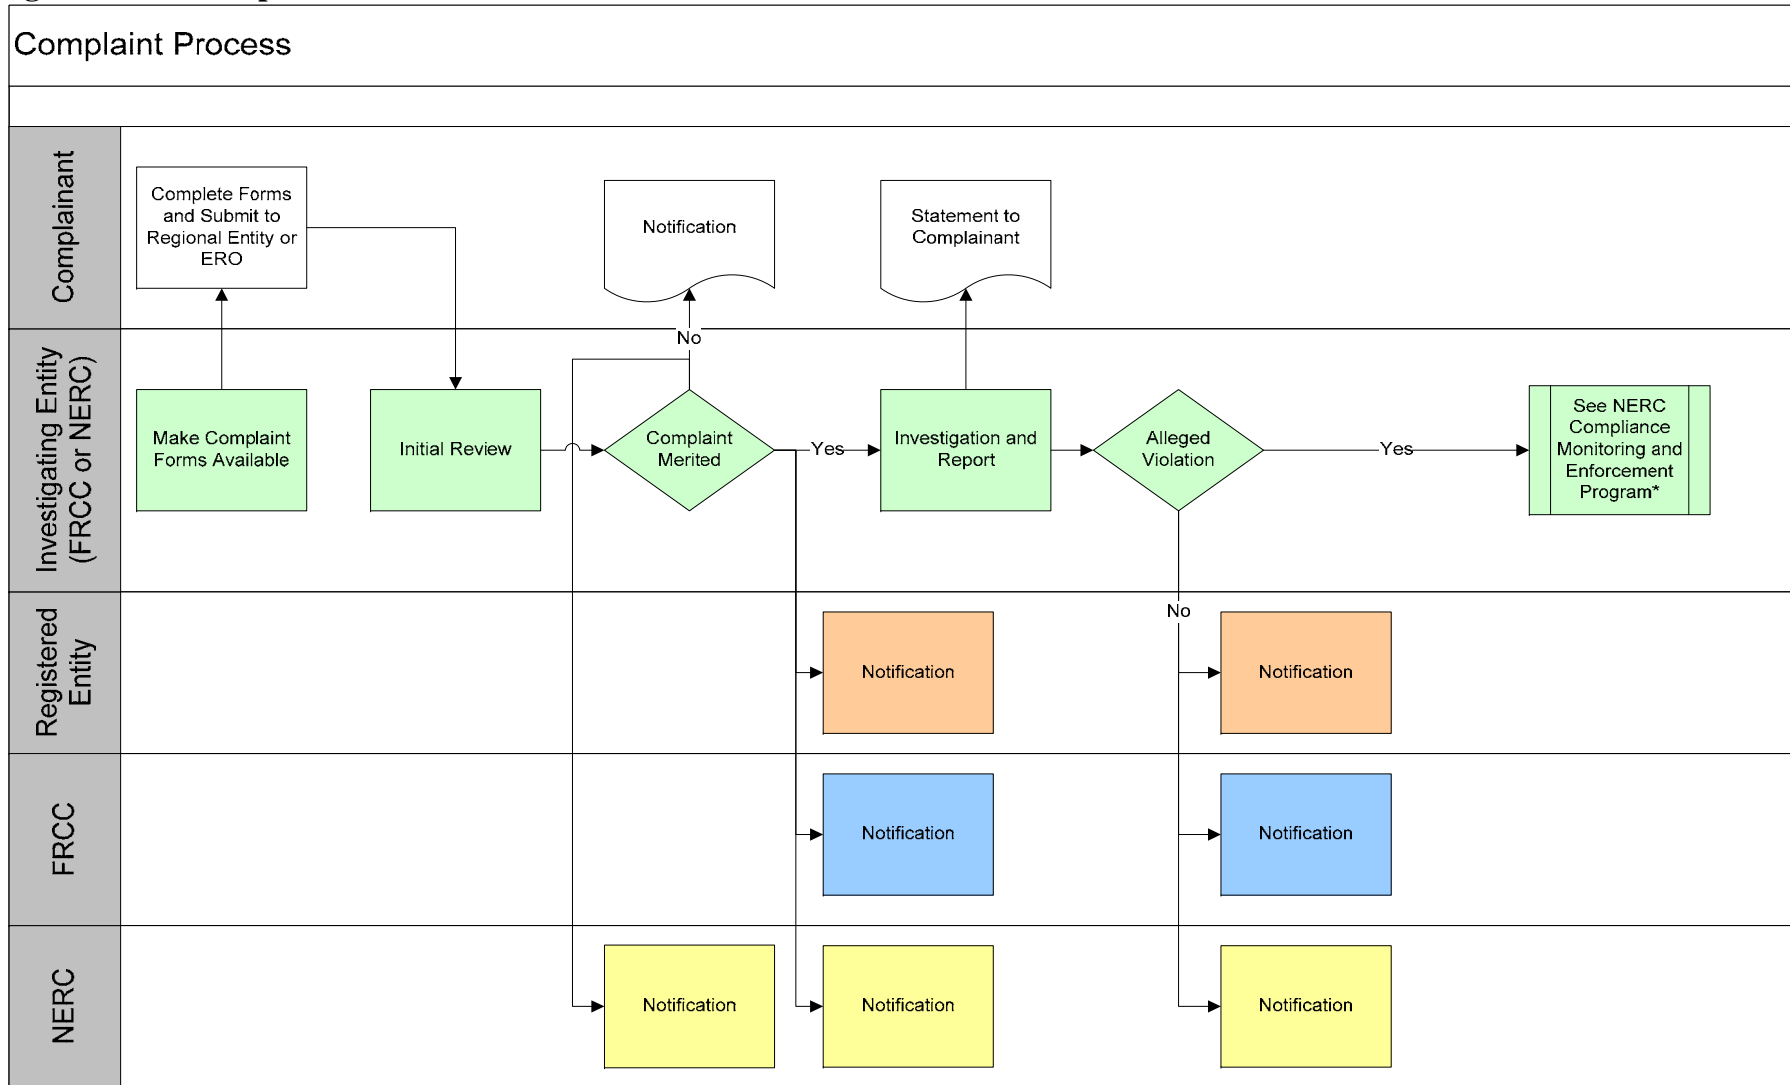 Complaint Process
Complainant
Complete Forms
and Submit to
Regional Entity or
ERO
Notification
Statement to
Complainant
Investigating Entity
(FRCC or NERC)
No
Make Complaint
Forms Available
Initial Review
Complaint
Merited
Yes
Investigation and
Report
Alleged
Violation
Yes
See NERC
Compliance
Monitoring and
Enforcement
Program*
Registered
Entity
No
Notification
Notification
FRCC
Notification
Notification
NERC
Notification
Notification
Notification